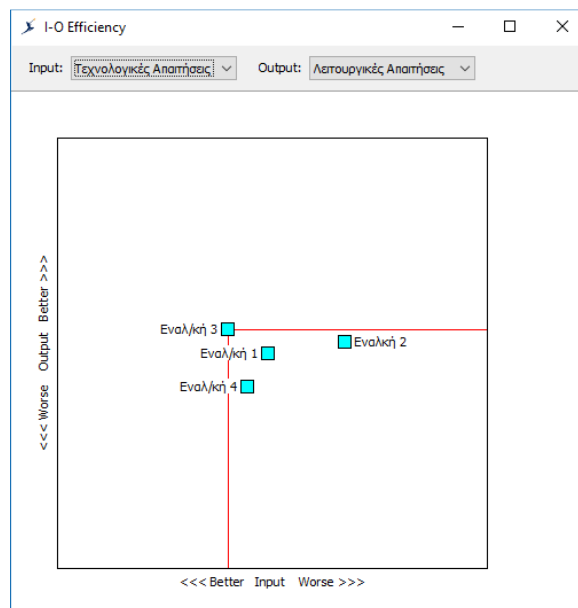 I-O Efficiency
Input: Τεχνολογικές Απαιτήσεις Output: Λειτουργικές Απαιτήσεις
<<< Worse Output Better >>>
Εναλ/κή 3
Εναλκή 2
Εναλ/κή 1
Εναλ/κή 4
<<< Better Input Worse >>>